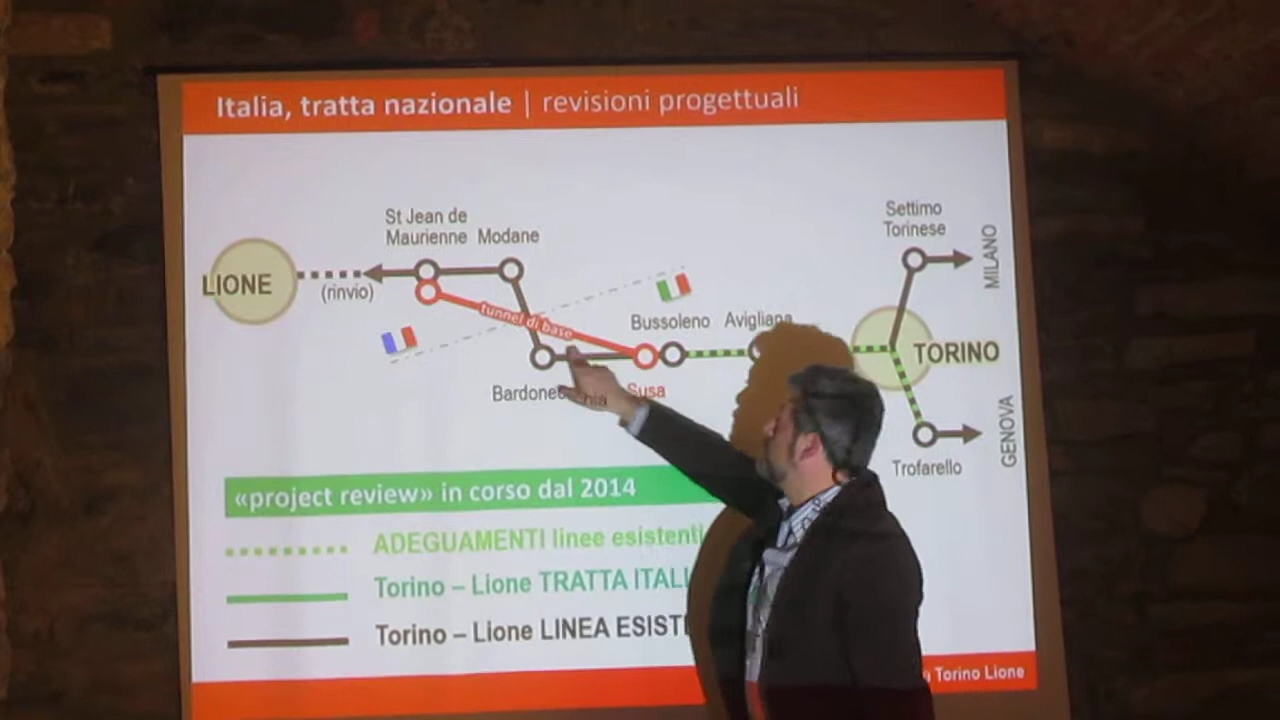 Italia, tratta nazionale | revisioni progettuali
Settimo
Torinese
MILANO
St Jean de
Maurienne
Modane
LIONE
(rinvio)
tunnel di base
Bussoleno
Avigliana
TORINO
Susa
GENOVA
Trofarello
«project review» in corso dal 2014
ADEGUAMENTI linee esistenti
Torino – Lione TRATTA ITALI
Torino – Lione LINEA ESIST
Torino Lione